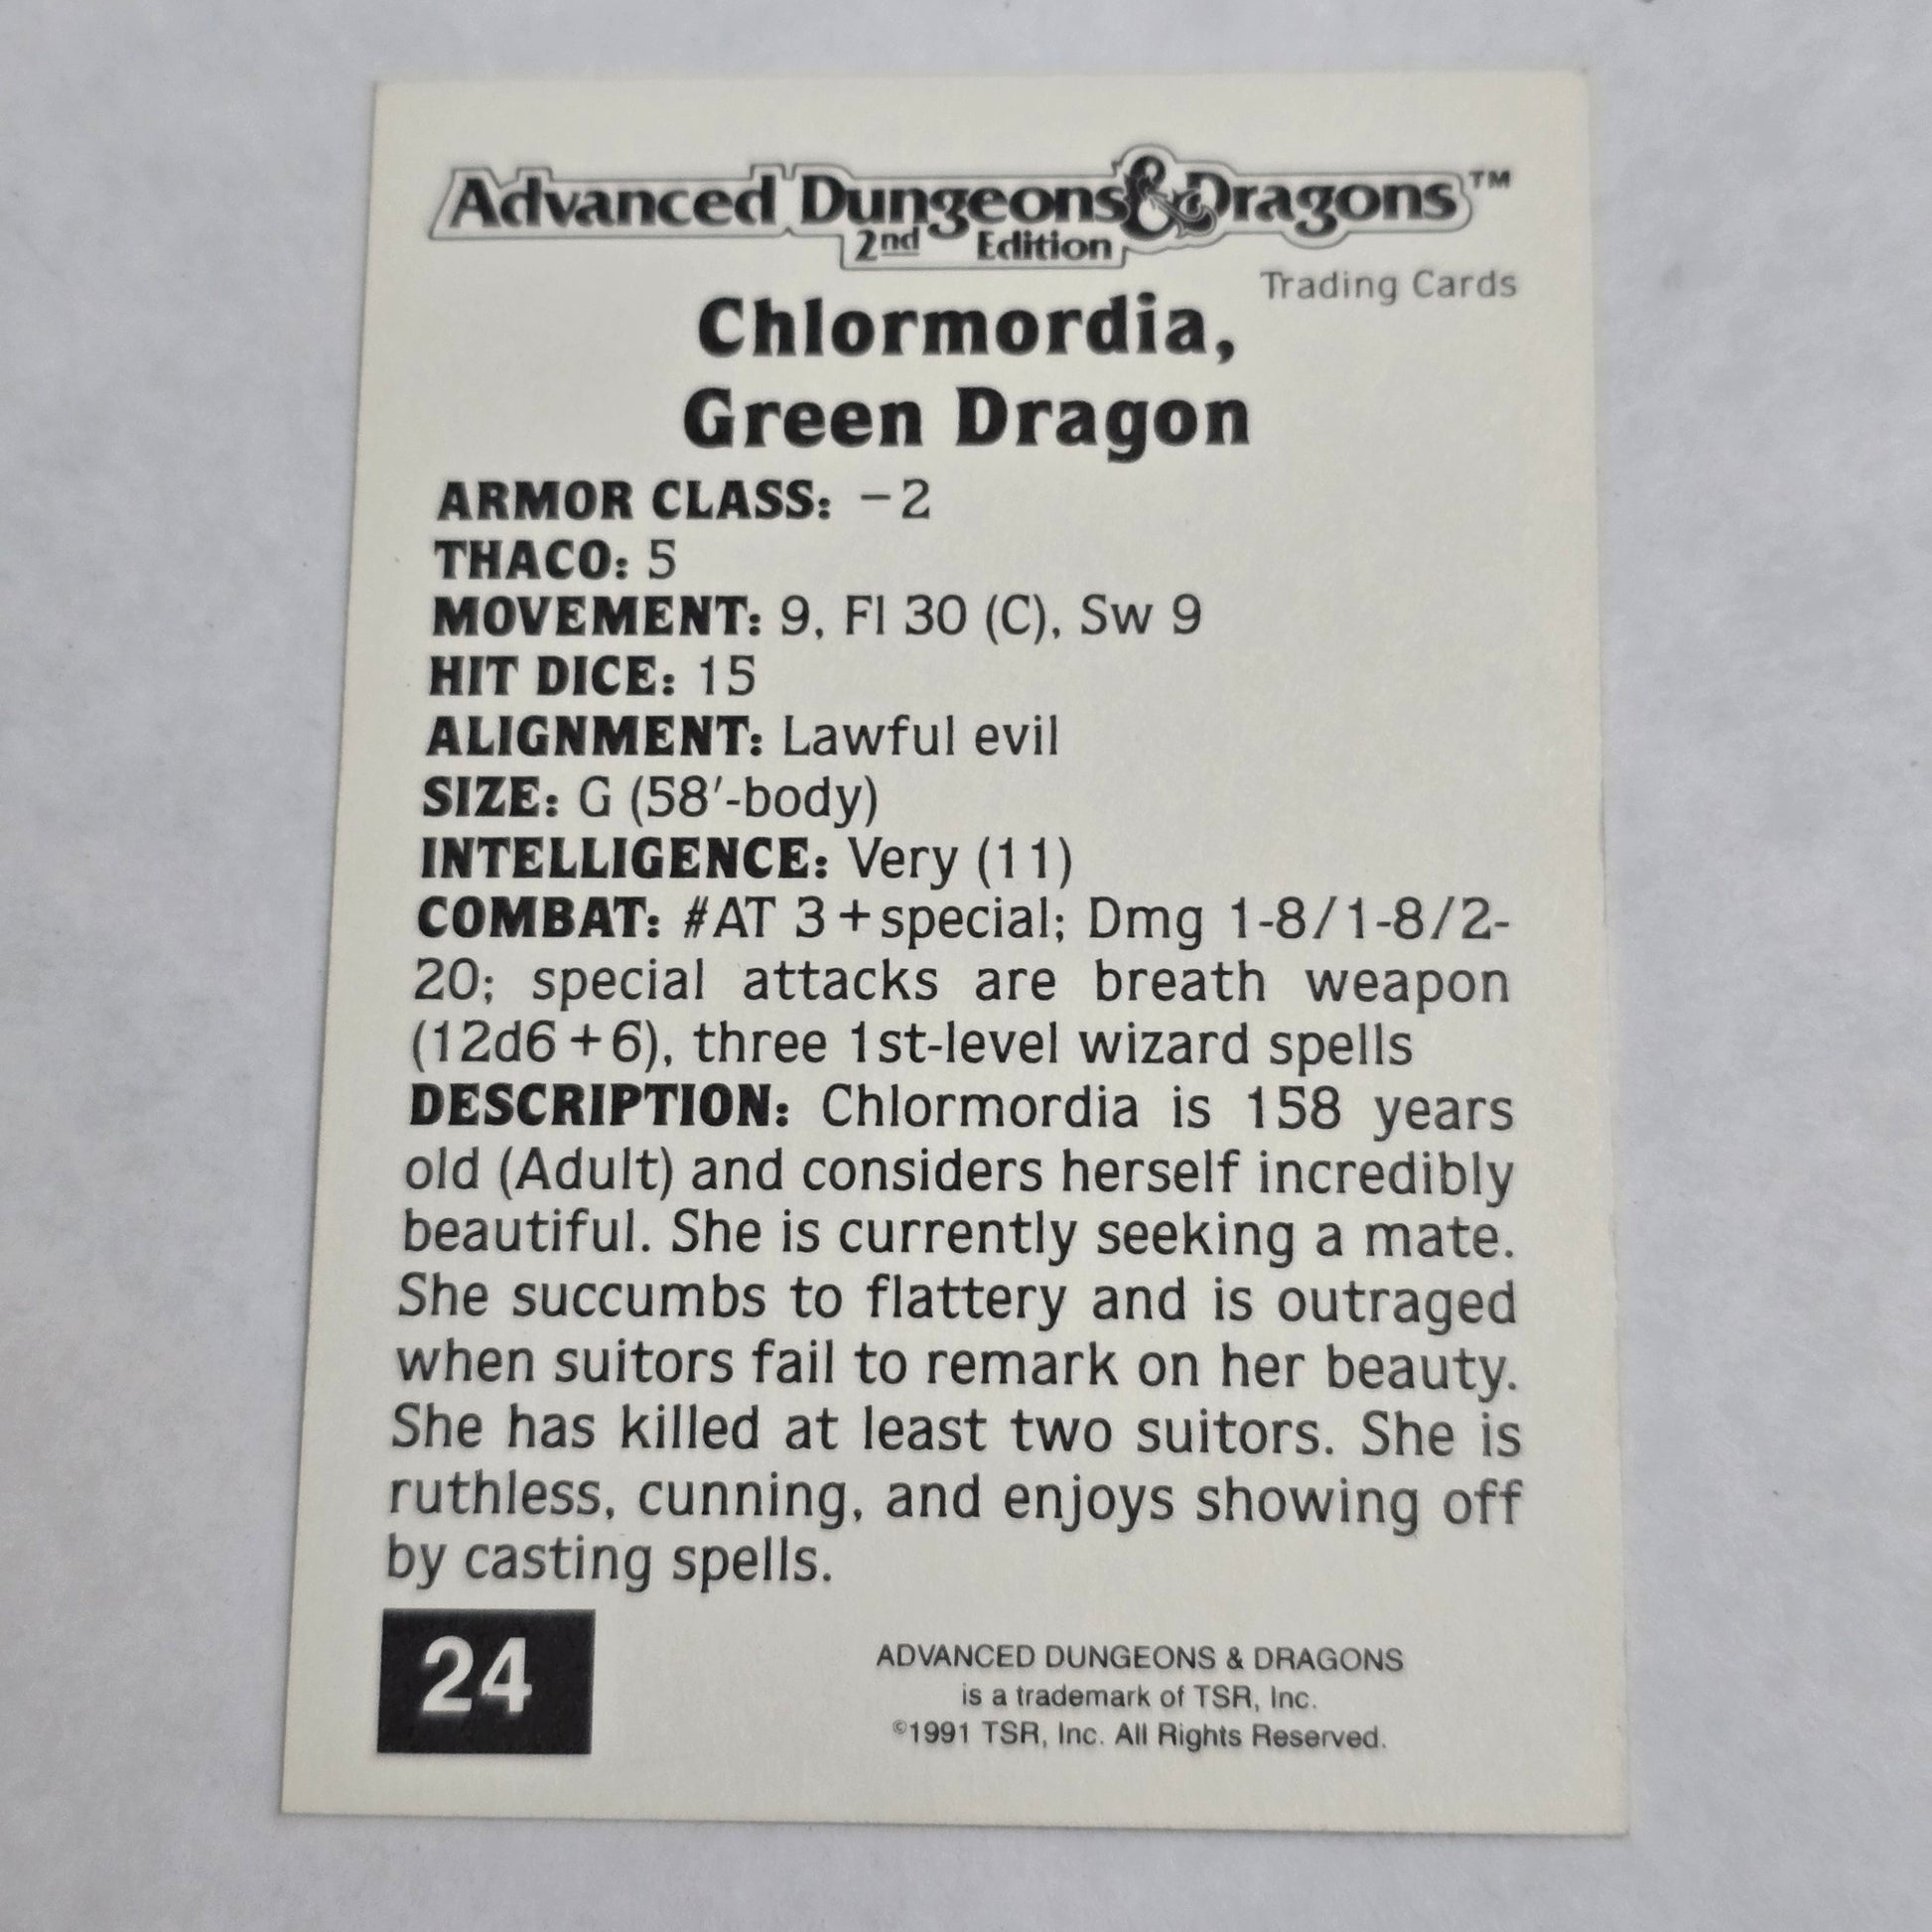 Advanced Dungeons & Dragons™
2nd Edition
Trading Cards
Chlormordia,
Green Dragon
ARMOR CLASS: −2
THACO: 5
MOVEMENT: 9, Fl 30 (C), Sw 9
HIT DICE: 15
ALIGNMENT: Lawful evil
SIZE: G (58′-body)
INTELLIGENCE: Very (11)
COMBAT: #AT 3+special; Dmg 1-8/1-8/2-
20; special attacks are breath weapon
(12d6+6), three 1st-level wizard spells
DESCRIPTION: Chlormordia is 158 years
old (Adult) and considers herself incredibly
beautiful. She is currently seeking a mate.
She succumbs to flattery and is outraged
when suitors fail to remark on her beauty.
She has killed at least two suitors. She is
ruthless, cunning, and enjoys showing off
by casting spells.
24
ADVANCED DUNGEONS & DRAGONS
is a trademark of TSR, Inc.
©1991 TSR, Inc. All Rights Reserved.